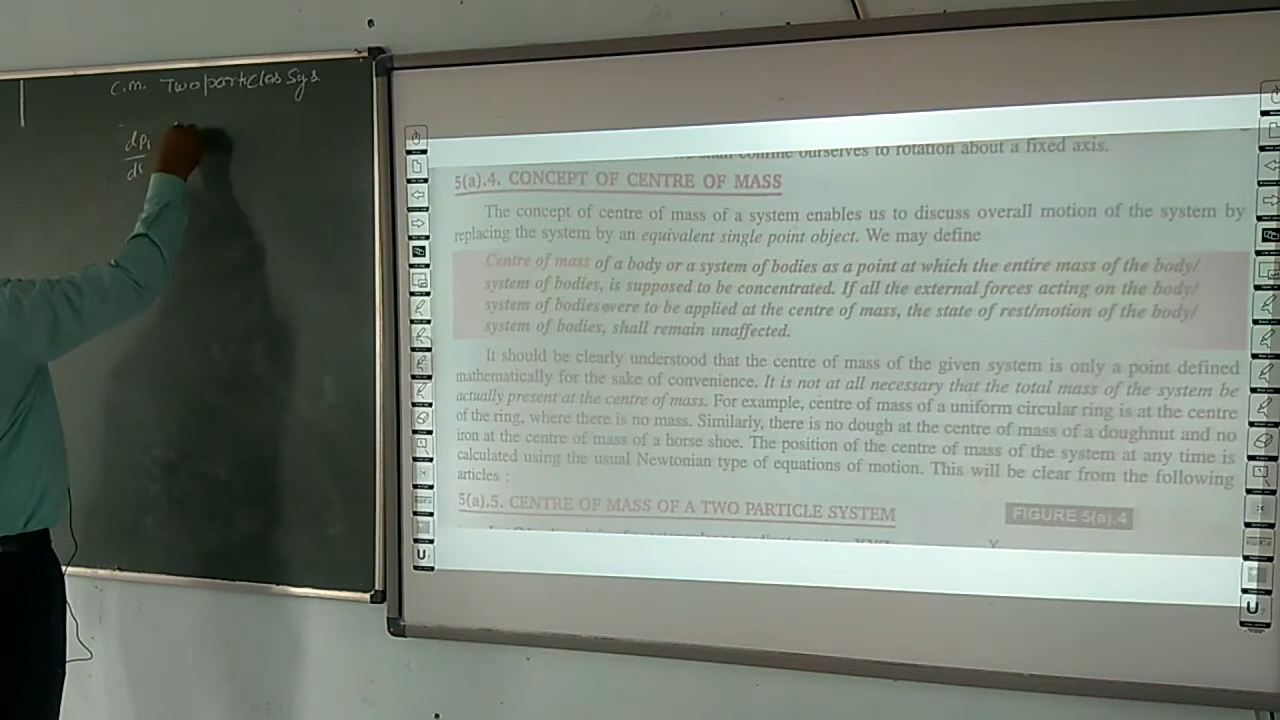 C.M. Two particles Sys.
dp₁
dt
ourselves to rotation about a fixed axis.
5(a).4. CONCEPT OF CENTRE OF MASS
The concept of centre of mass of a system enables us to discuss overall motion of the system by
replacing the system by an equivalent single point object. We may define
Centre of mass of a body or a system of bodies as a point at which the entire mass of the body/
system of bodies, is supposed to be concentrated. If all the external forces acting on the body/
system of bodies were to be applied at the centre of mass, the state of rest/motion of the body/
system of bodies, shall remain unaffected.
It should be clearly understood that the centre of mass of the given system is only a point defined
mathematically for the sake of convenience. It is not at all necessary that the total mass of the system be
actually present at the centre of mass. For example, centre of mass of a uniform circular ring is at the centre
of the ring, where there is no mass. Similarly, there is no dough at the centre of mass of a doughnut and no
iron at the centre of mass of a horse shoe. The position of the centre of mass of the system at any time is
calculated using the usual Newtonian type of equations of motion. This will be clear from the following
articles :
5(a).5. CENTRE OF MASS OF A TWO PARTICLE SYSTEM
FIGURE 5(a).4
Y